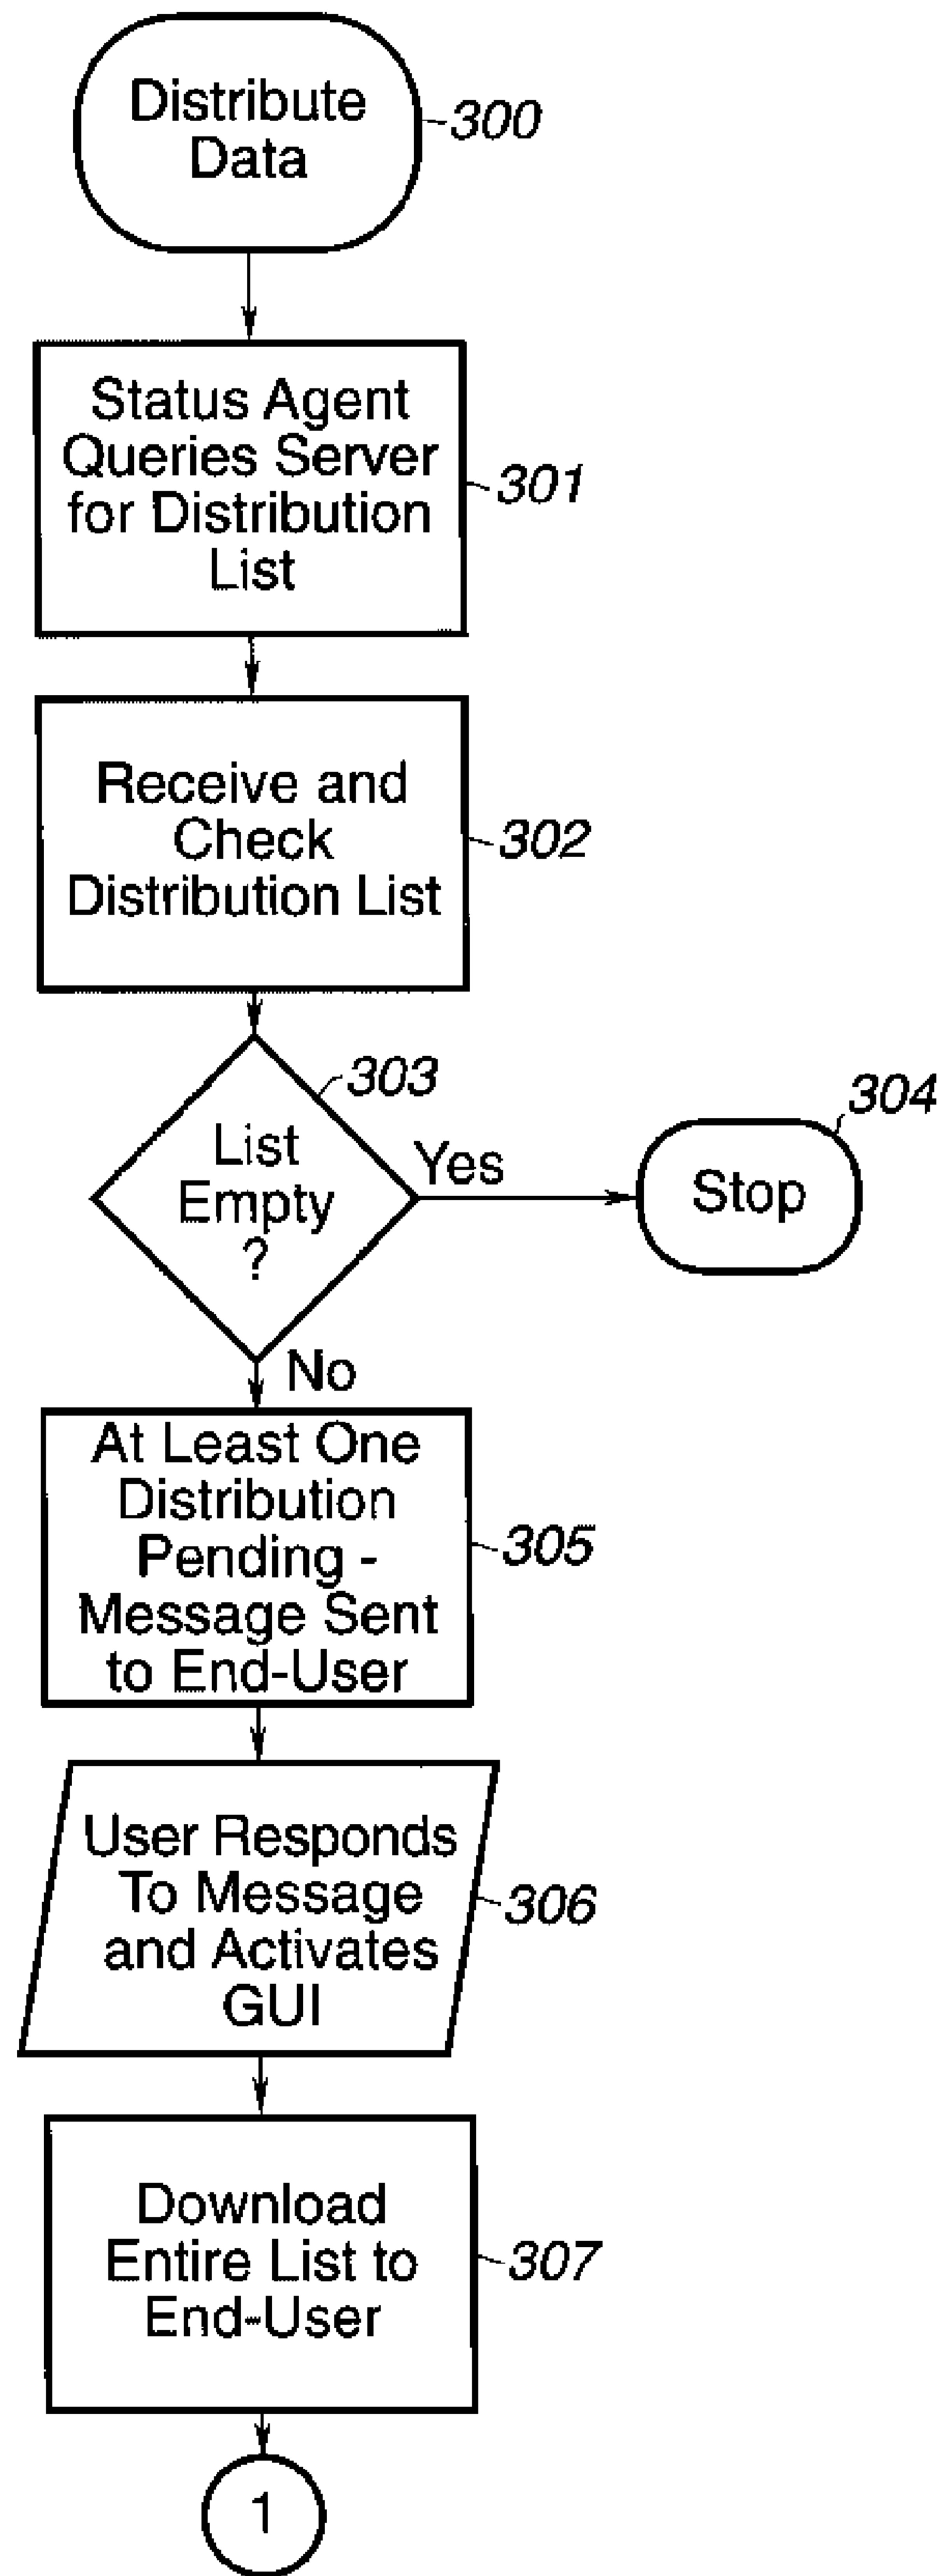 Distribute
Data
300
Status Agent
Queries Server
for Distribution
List
301
Receive and
Check
Distribution List
302
303
List
Empty
?
Yes
304
Stop
No
At Least One
Distribution
Pending -
Message Sent
to End-User
305
User Responds
To Message
and Activates
GUI
306
Download
Entire List to
End-User
307
1